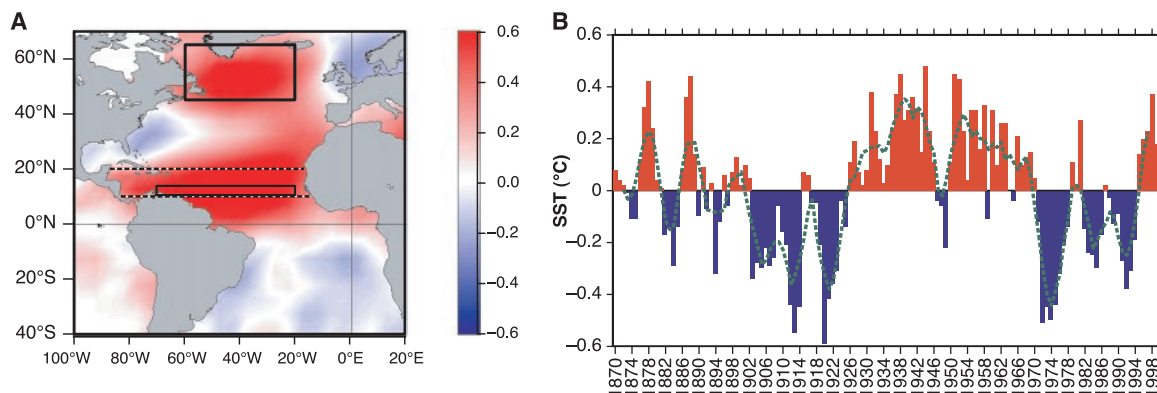 A
60°N
40°N
20°N
0°N
20°S
40°S
100°W 80°W 60°W 40°W 20°W 0°E 20°E
0.6
0.4
0.2
0.0
−0.2
−0.4
−0.6
B
SST (°C)
0.6
0.4
0.2
0
−0.2
−0.4
−0.6
1870 1874 1878 1882 1886 1890 1894 1898 1902 1906 1910 1914 1918 1922 1926 1930 1934 1938 1942 1946 1950 1954 1958 1962 1966 1970 1974 1978 1982 1986 1990 1994 1998